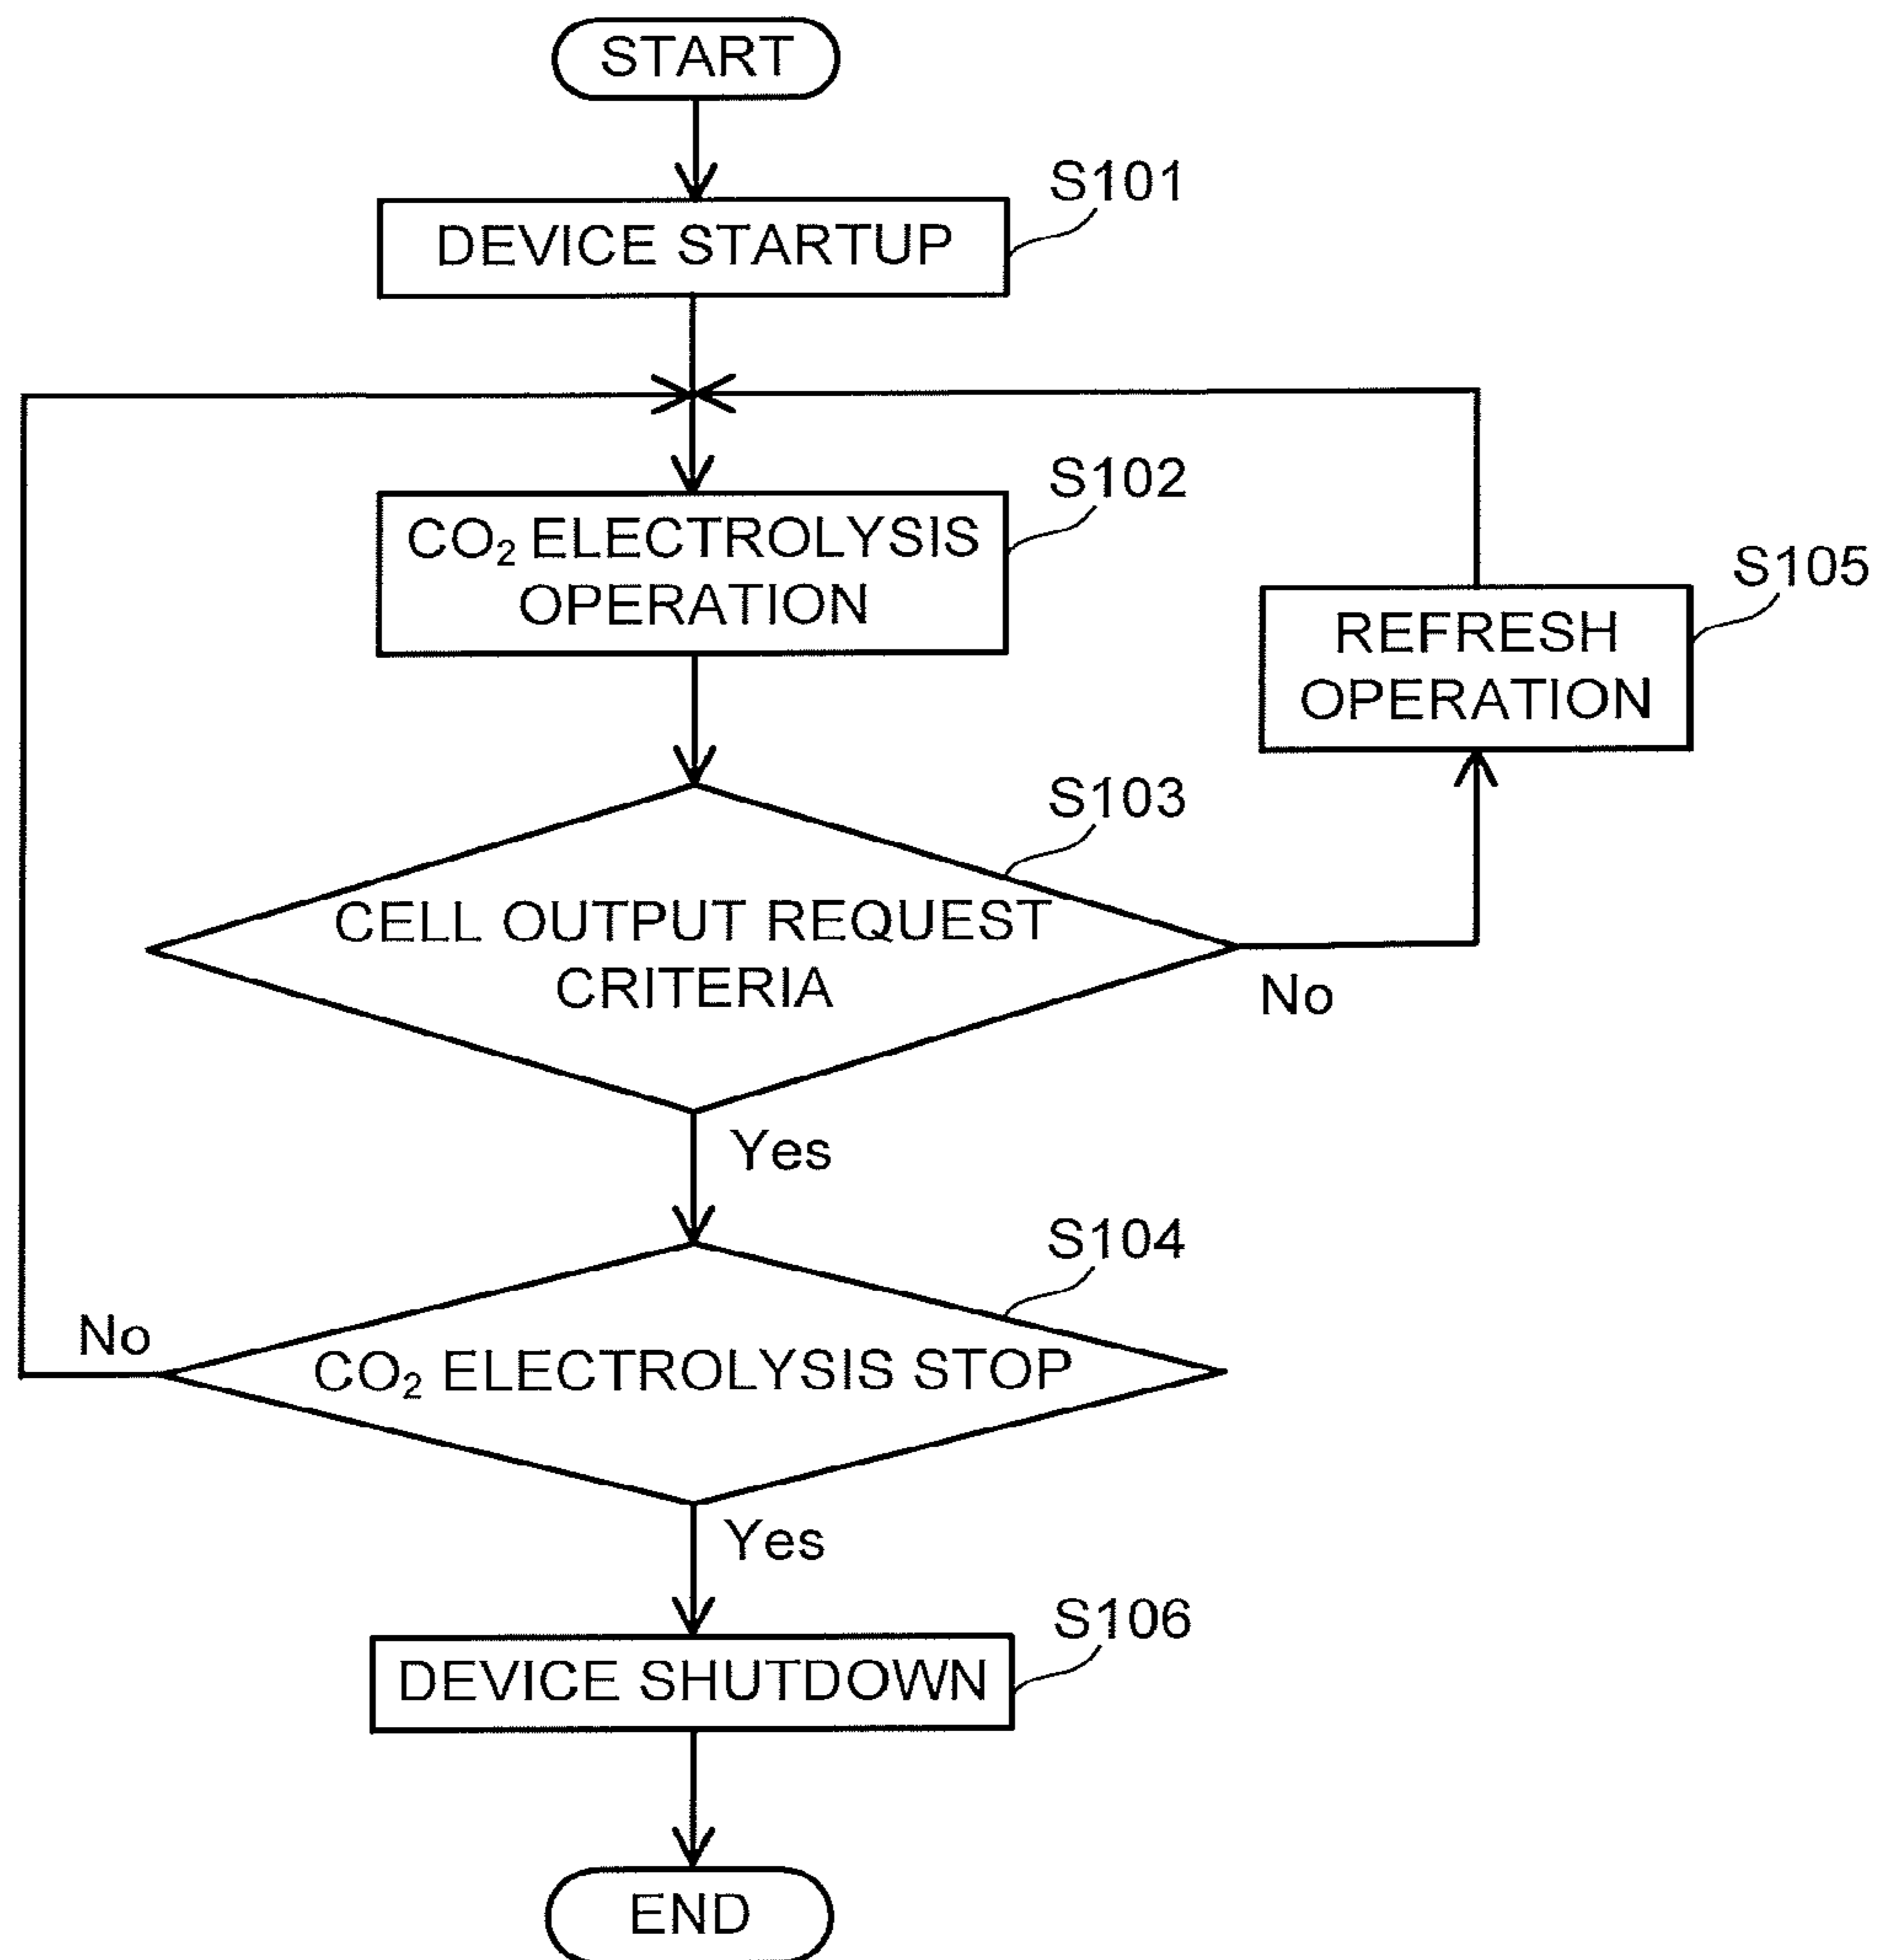 START
S101
DEVICE STARTUP
S102
CO₂ ELECTROLYSIS
OPERATION
S105
REFRESH
OPERATION
S103
CELL OUTPUT REQUEST
CRITERIA
No
Yes
S104
No
CO₂ ELECTROLYSIS STOP
Yes
S106
DEVICE SHUTDOWN
END